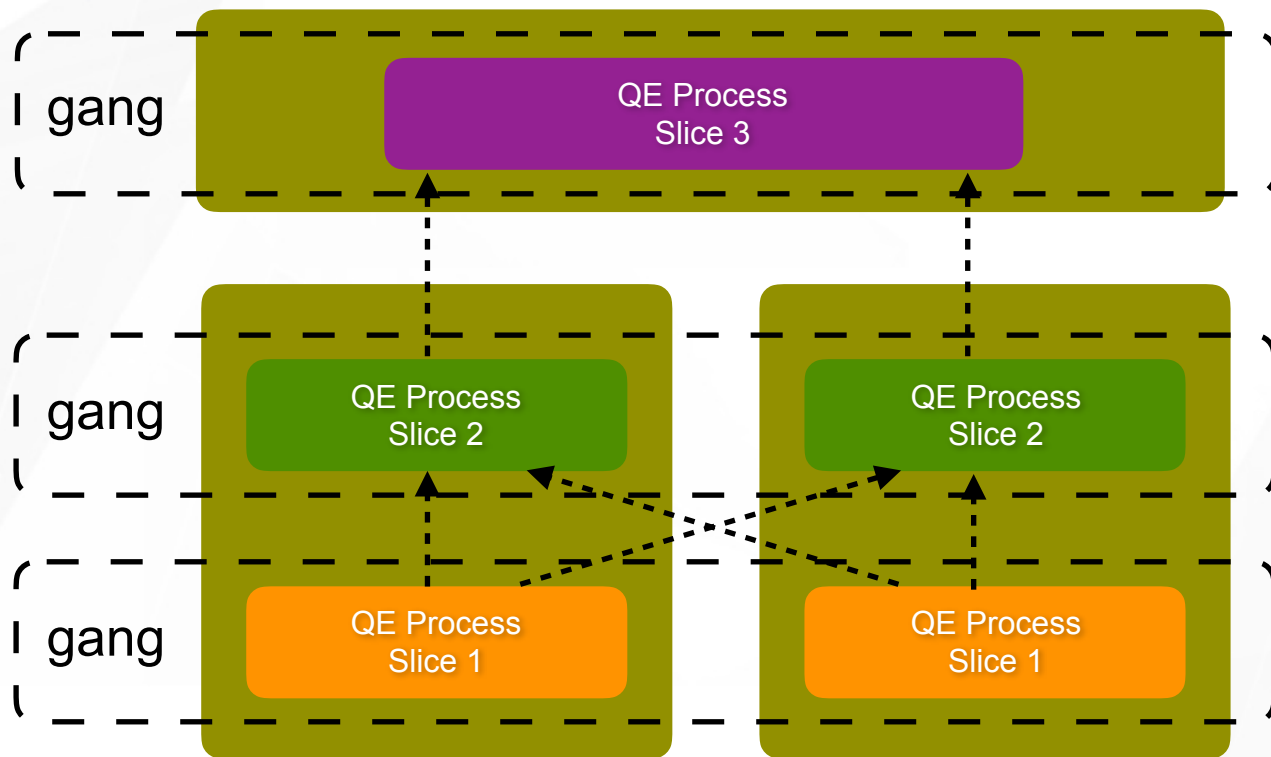 gang
QE Process
Slice 3
gang
QE Process
Slice 2
QE Process
Slice 2
gang
QE Process
Slice 1
QE Process
Slice 1